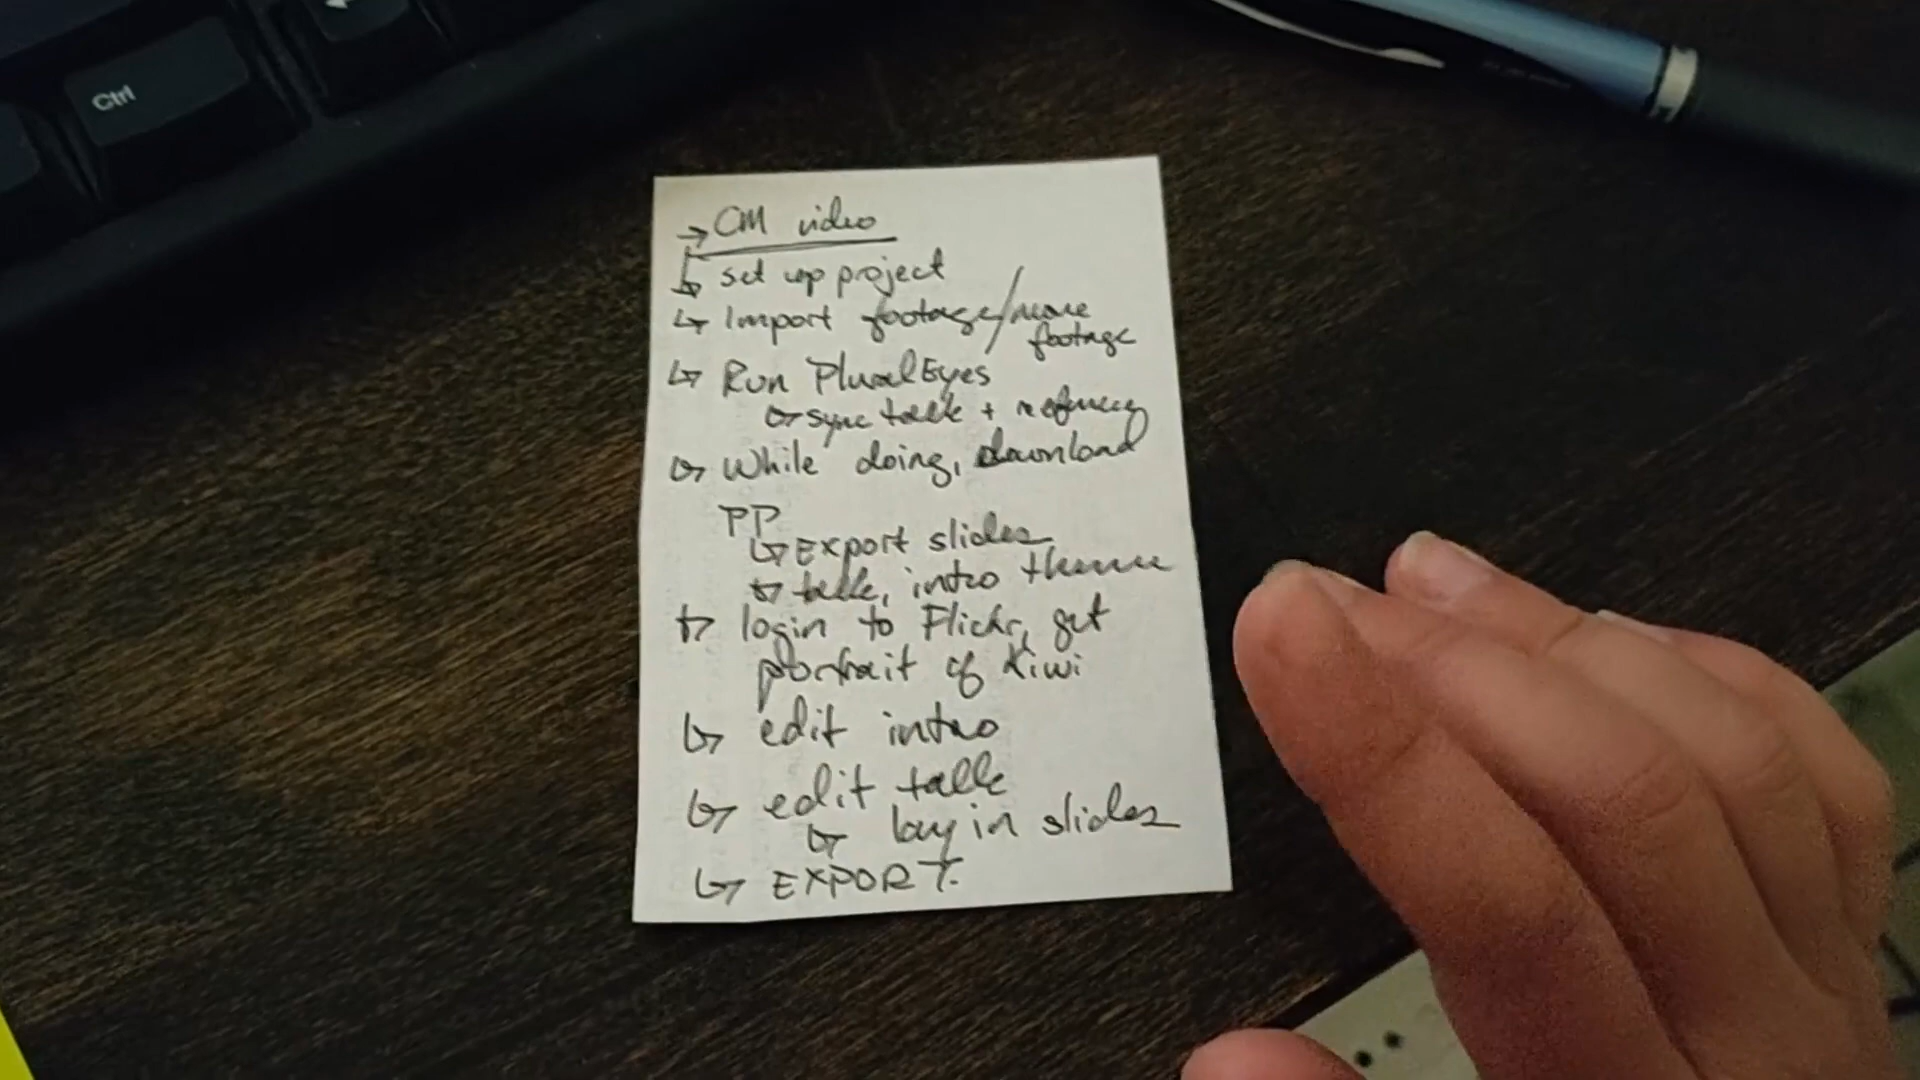 Ctrl
→ CM video
↳ set up project
↳ Import footage/move
footage
↳ Run PluralEyes
↳ sync talk +
↳ While doing, download
PP
↳ Export slides
↳ talk, intro theme
↳ login to Flickr, get
portrait of Kiwi
↳ edit intro
↳ edit talk
↳ lay in slides
↳ EXPORT.